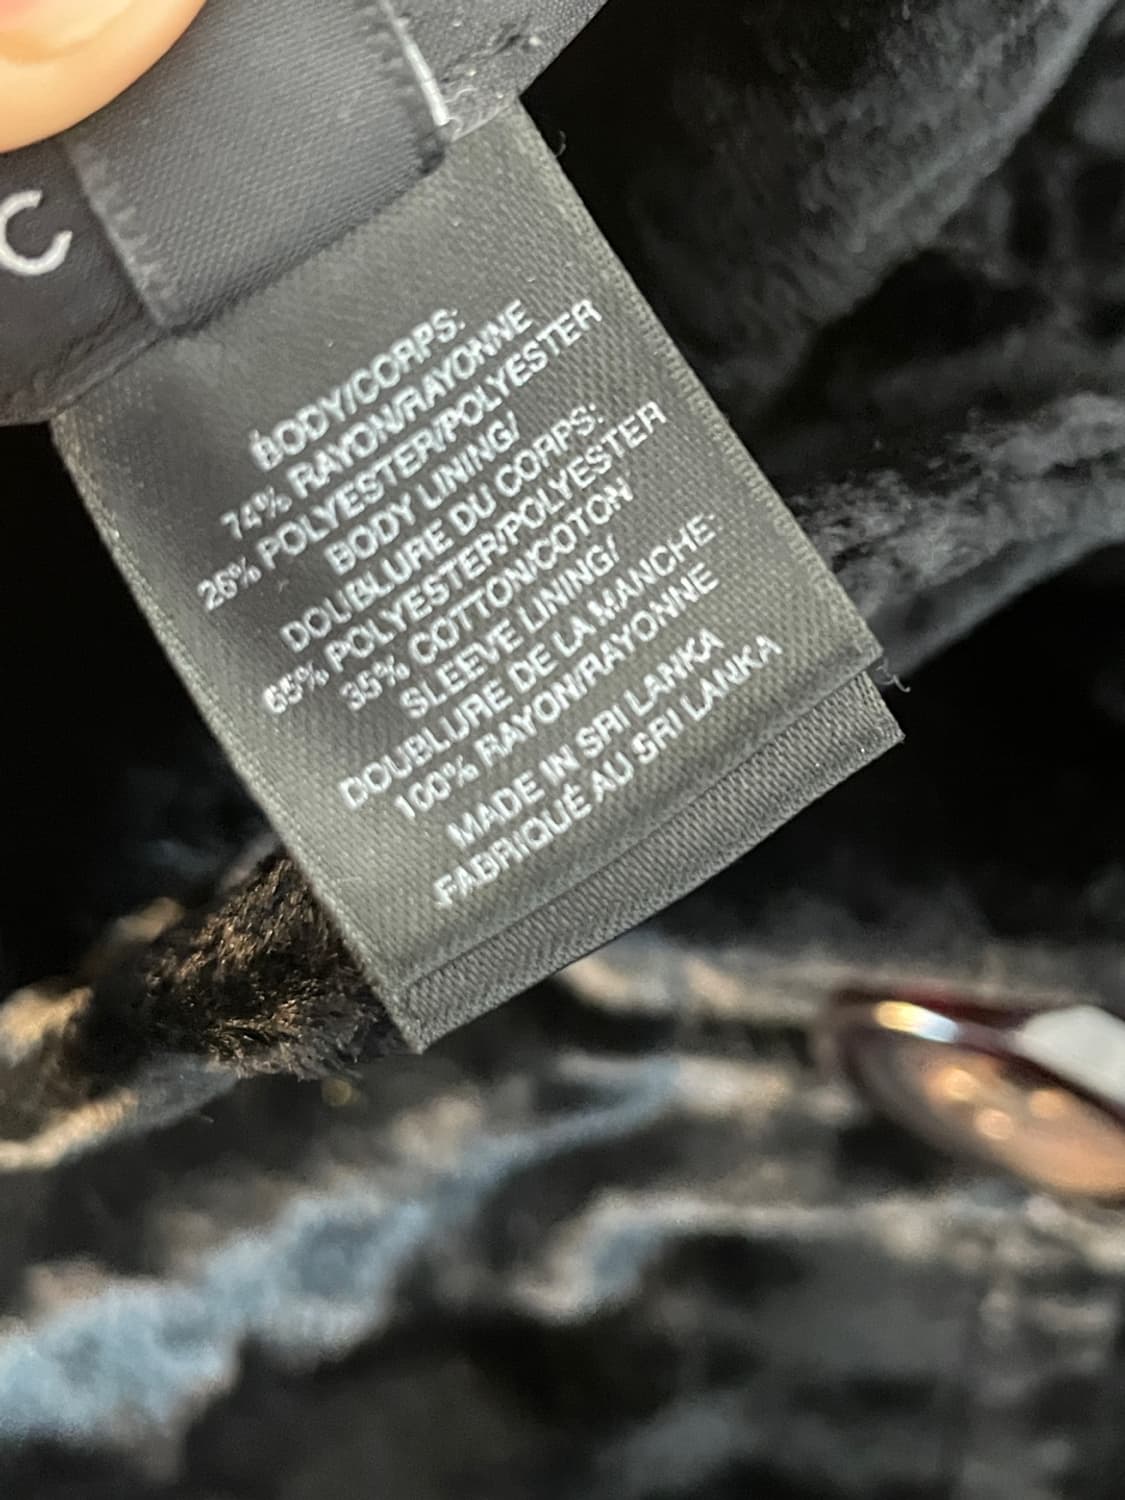 C
BODY/CORPS:
74% RAYON/RAYONNE
26% POLYESTER/POLYESTER
BODY LINING/
DOUBLURE DU CORPS:
65% POLYESTER/POLYESTER
35% COTTON/COTON
SLEEVE LINING/
DOUBLURE DE LA MANCHE:
100% RAYON/RAYONNE
MADE IN SRI LANKA
FABRIQUÉ AU SRI LANKA